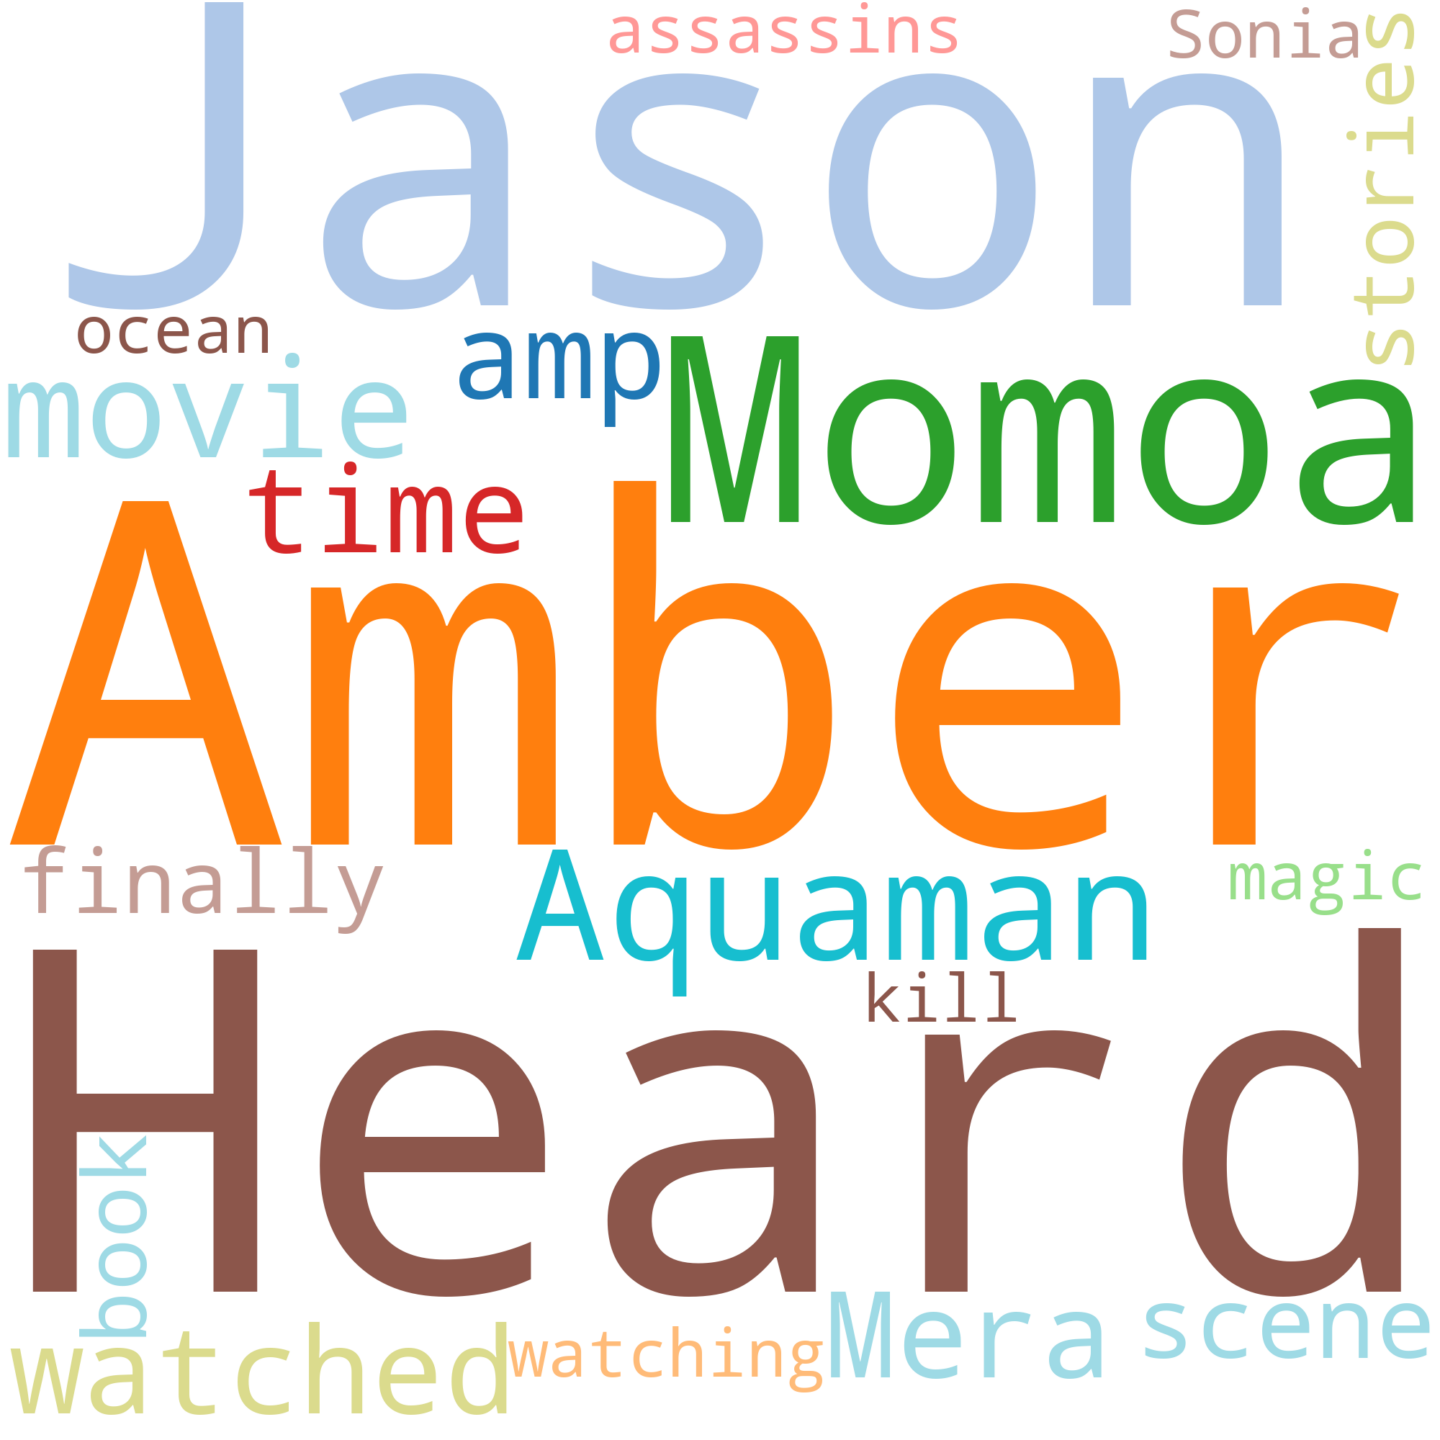 assassins
Sonia
Jason
stories
ocean
amp
Momoa
movie
time
Amber
finally
Aquaman
magic
Heard
kill
book
watched
watching
Mera
scene